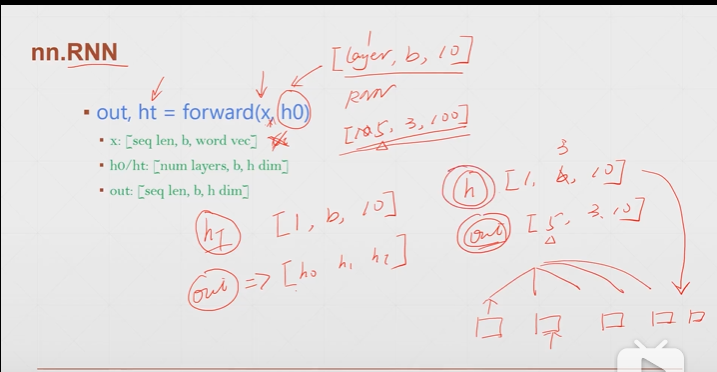 nn.RNN
▪ out, ht = forward(x, h0)
▪ x: [seq len, b, word vec]
▪ h0/ht: [num layers, b, h dim]
▪ out: [seq len, b, h dim]
1
[layer, b, 10]
RNN
5, 3, 100]
3
h [1, b, 10]
out [5, 3, 10]
[1, b, 10]
out => [h0 h1 h2]